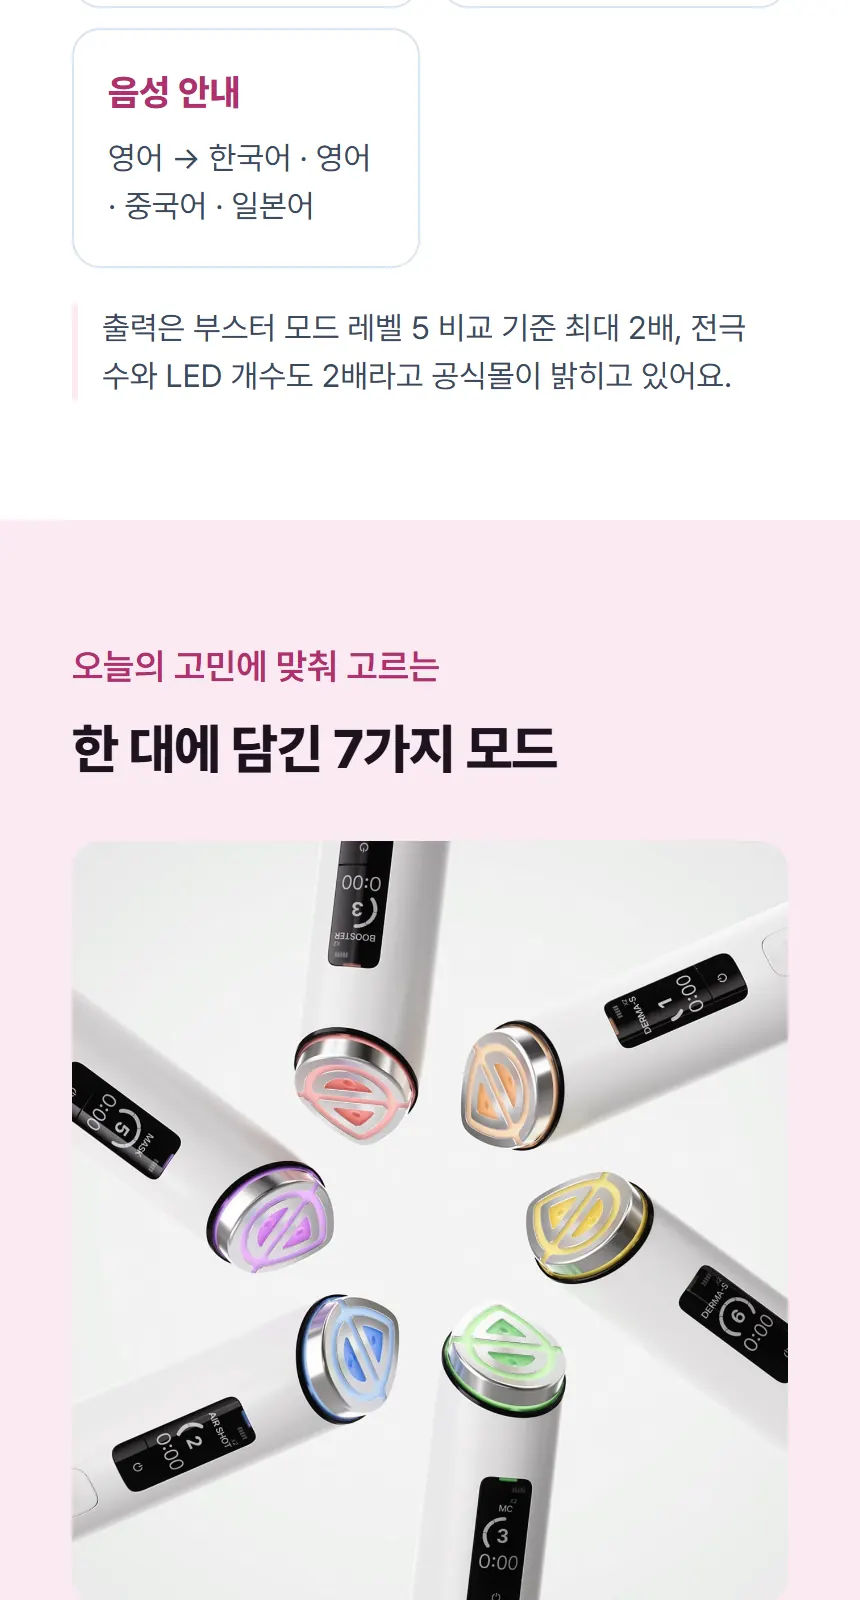 음성 안내
영어 → 한국어 · 영어
· 중국어 · 일본어
출력은 부스터 모드 레벨 5 비교 기준 최대 2배, 전극
수와 LED 개수도 2배라고 공식몰이 밝히고 있어요.
오늘의 고민에 맞춰 고르는
한 대에 담긴 7가지 모드
0:00
3
BOOSTER
X2
0:00
1
DERMA-S
X2
0:00
5
MASK
DERMA-S
6
0:00
AIR SHOT
X2
2
0:00
X2
MC
3
0:00